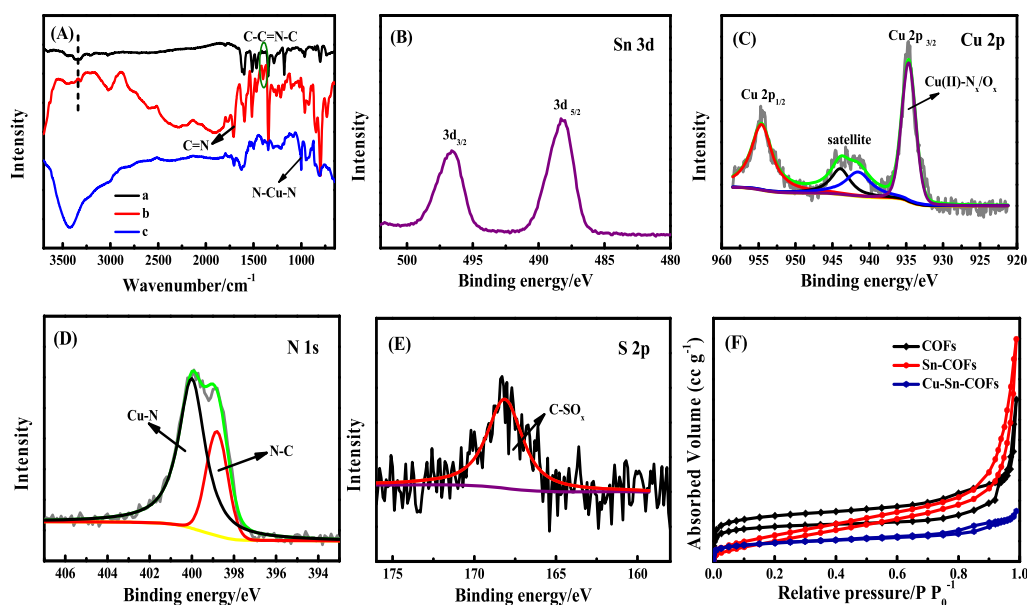 (A)
C-C=N-C
C=N
N-Cu-N
a
b
c
Intensity
3500 3000 2500 2000 1500 1000
Wavenumber/cm-1
(B)
Sn 3d
3d3/2
3d 5/2
Intensity
500 495 490 485 480
Binding energy/eV
(C)
Cu 2p 3/2
Cu 2p
Cu 2p1/2
Cu(II)-Nx/Ox
satellite
Intensity
960 955 950 945 940 935 930 925 920
Binding energy/eV
(D)
N 1s
Cu-N
N-C
Intensity
406 404 402 400 398 396 394
Binding energy/eV
(E)
S 2p
C-SOx
Intensity
175 170 165 160
Binding energy/eV
(F)
COFs
Sn-COFs
Cu-Sn-COFs
Absorbed Volume (cc g-1)
0.0 0.2 0.4 0.6 0.8 1.0
Relative pressure/P P0-1